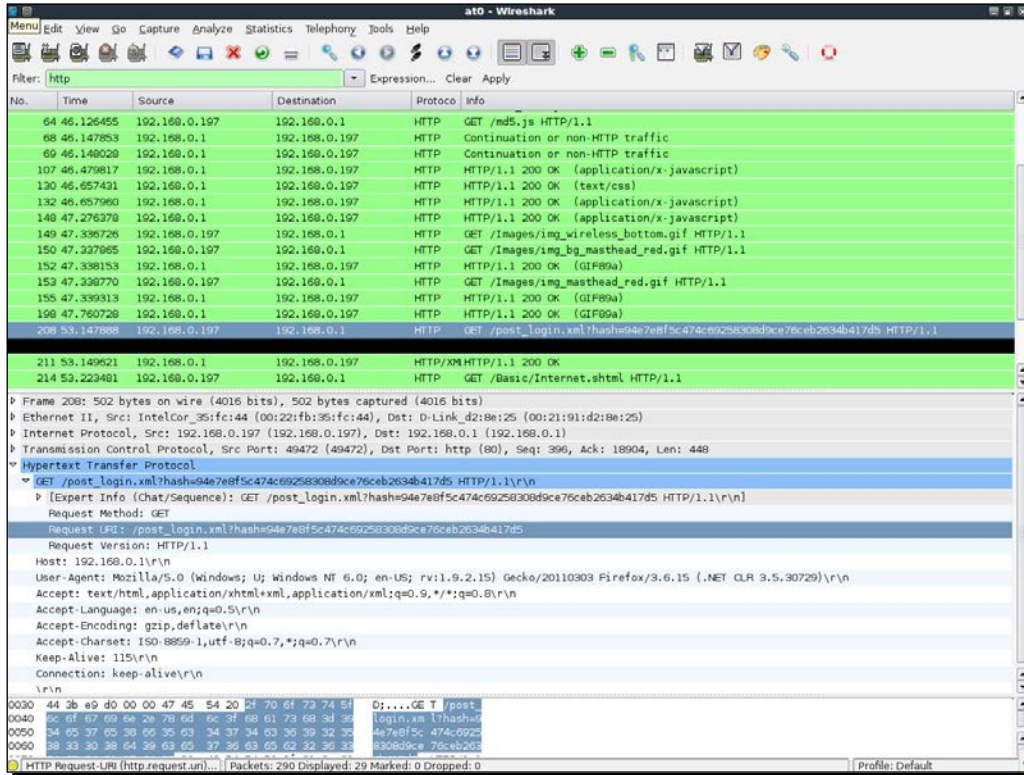 at0 - Wireshark
Menu Edit View Go Capture Analyze Statistics Telephony Tools Help
Filter: http Expression... Clear Apply
No. Time Source Destination Protoco Info
64 46.126455 192.168.0.197 192.168.0.1 HTTP GET /md5.js HTTP/1.1
68 46.147853 192.168.0.1 192.168.0.197 HTTP Continuation or non-HTTP traffic
69 46.148028 192.168.0.1 192.168.0.197 HTTP Continuation or non-HTTP traffic
107 46.479817 192.168.0.1 192.168.0.197 HTTP HTTP/1.1 200 OK (application/x-javascript)
130 46.657431 192.168.0.1 192.168.0.197 HTTP HTTP/1.1 200 OK (text/css)
132 46.657960 192.168.0.1 192.168.0.197 HTTP HTTP/1.1 200 OK (application/x-javascript)
148 47.276378 192.168.0.1 192.168.0.197 HTTP HTTP/1.1 200 OK (application/x-javascript)
149 47.336726 192.168.0.197 192.168.0.1 HTTP GET /Images/img_wireless_bottom.gif HTTP/1.1
150 47.337865 192.168.0.197 192.168.0.1 HTTP GET /Images/img_bg_masthead_red.gif HTTP/1.1
152 47.338153 192.168.0.1 192.168.0.197 HTTP HTTP/1.1 200 OK (GIF89a)
153 47.338770 192.168.0.197 192.168.0.1 HTTP GET /Images/img_masthead_red.gif HTTP/1.1
155 47.339313 192.168.0.1 192.168.0.197 HTTP HTTP/1.1 200 OK (GIF89a)
198 47.760728 192.168.0.1 192.168.0.197 HTTP HTTP/1.1 200 OK (GIF89a)
208 53.147888 192.168.0.197 192.168.0.1 HTTP GET /post_login.xml?hash=94e7e8f5c474c69258308d9ce76ceb2634b417d5 HTTP/1.1
211 53.149621 192.168.0.1 192.168.0.197 HTTP/XML HTTP/1.1 200 OK
214 53.223481 192.168.0.197 192.168.0.1 HTTP GET /Basic/Internet.shtml HTTP/1.1
Frame 208: 502 bytes on wire (4016 bits), 502 bytes captured (4016 bits)
Ethernet II, Src: IntelCor_35:fc:44 (00:22:fb:35:fc:44), Dst: D-Link_d2:8e:25 (00:21:91:d2:8e:25)
Internet Protocol, Src: 192.168.0.197 (192.168.0.197), Dst: 192.168.0.1 (192.168.0.1)
Transmission Control Protocol, Src Port: 49472 (49472), Dst Port: http (80), Seq: 396, Ack: 18904, Len: 448
Hypertext Transfer Protocol
GET /post_login.xml?hash=94e7e8f5c474c69258308d9ce76ceb2634b417d5 HTTP/1.1\r\n
[Expert Info (Chat/Sequence): GET /post_login.xml?hash=94e7e8f5c474c69258308d9ce76ceb2634b417d5 HTTP/1.1\r\n]
Request Method: GET
Request URI: /post_login.xml?hash=94e7e8f5c474c69258308d9ce76ceb2634b417d5
Request Version: HTTP/1.1
Host: 192.168.0.1\r\n
User-Agent: Mozilla/5.0 (Windows; U; Windows NT 6.0; en-US; rv:1.9.2.15) Gecko/20110303 Firefox/3.6.15 (.NET CLR 3.5.30729)\r\n
Accept: text/html,application/xhtml+xml,application/xml;q=0.9,*/*;q=0.8\r\n
Accept-Language: en-us,en;q=0.5\r\n
Accept-Encoding: gzip,deflate\r\n
Accept-Charset: ISO-8859-1,utf-8;q=0.7,*;q=0.7\r\n
Keep-Alive: 115\r\n
Connection: keep-alive\r\n
\r\n
0030 44 3b e9 d0 00 00 47 45 54 20 2f 70 6f 73 74 5f D;....GE T /post_
0040 6c 6f 67 69 6e 2e 78 6d 6c 3f 68 61 73 68 3d 39 login.xm l?hash=9
0050 34 65 37 65 38 66 35 63 34 37 34 63 36 39 32 35 4e7e8f5c 474c6925
0060 38 33 30 38 64 39 63 65 37 36 63 65 62 32 36 33 8308d9ce 76ceb263
HTTP Request-URI (http.request.uri)... Packets: 290 Displayed: 29 Marked: 0 Dropped: 0 Profile: Default